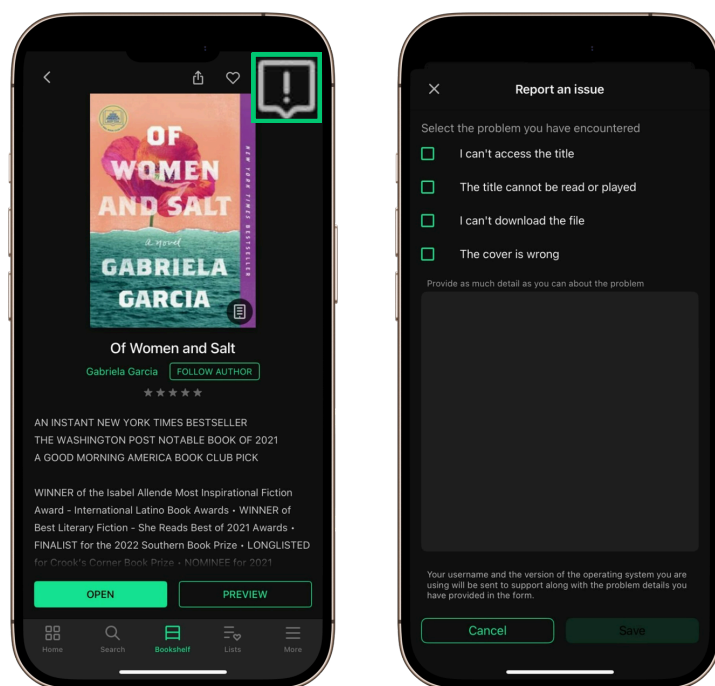 OF
WOMEN
AND SALT
a novel
GABRIELA
GARCIA
NEW YORK TIMES BESTSELLER
Of Women and Salt
Gabriela Garcia FOLLOW AUTHOR
AN INSTANT NEW YORK TIMES BESTSELLER
THE WASHINGTON POST NOTABLE BOOK OF 2021
A GOOD MORNING AMERICA BOOK CLUB PICK
WINNER of the Isabel Allende Most Inspirational Fiction
Award - International Latino Book Awards • WINNER of
Best Literary Fiction - She Reads Best of 2021 Awards •
FINALIST for the 2022 Southern Book Prize • LONGLISTED
for Crook's Corner Book Prize • NOMINEE for 2021
OPEN PREVIEW
Home Search Bookshelf Lists More
Report an issue
Select the problem you have encountered
I can't access the title
The title cannot be read or played
I can't download the file
The cover is wrong
Provide as much detail as you can about the problem
Your username and the version of the operating system you are
using will be sent to support along with the problem details you
have provided in the form.
Cancel Save